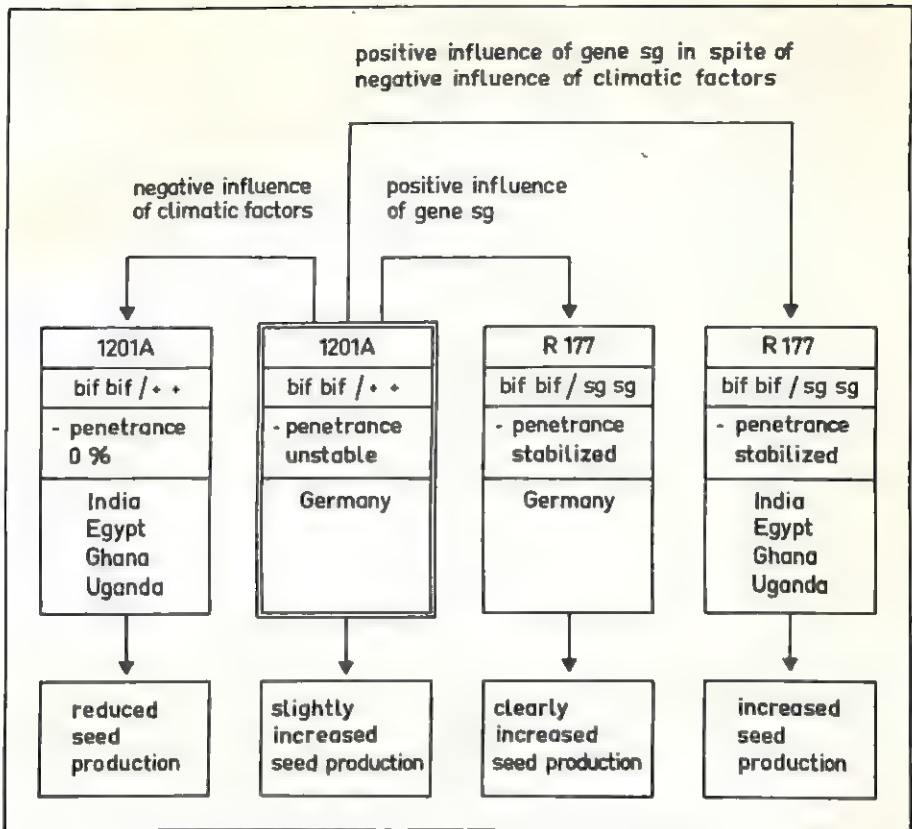 positive influence of gene sg in spite of
negative influence of climatic factors
negative influence
of climatic factors
positive influence
of gene sg
1201A
bif bif / + +
- penetrance
0 %
India
Egypt
Ghana
Uganda
reduced
seed
production
1201A
bif bif / + +
- penetrance
unstable
Germany
slightly
increased
seed production
R 177
bif bif / sg sg
- penetrance
stabilized
Germany
clearly
increased
seed production
R 177
bif bif / sg sg
- penetrance
stabilized
India
Egypt
Ghana
Uganda
increased
seed
production